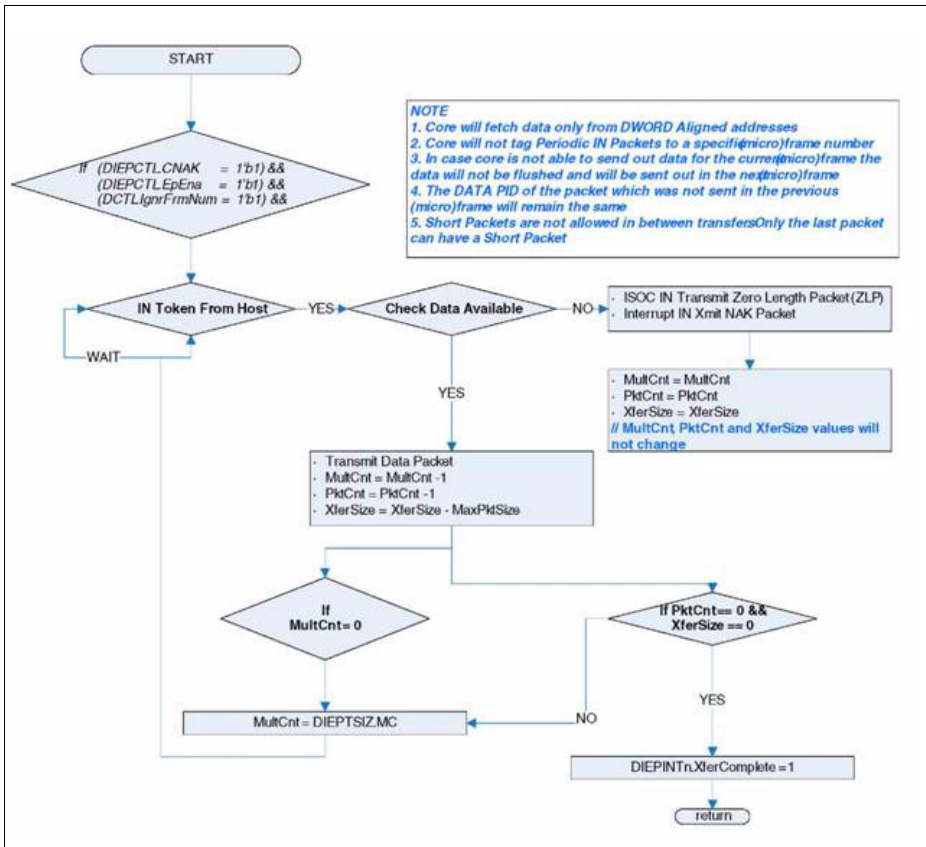 START
If (DIEPCTL.CNAK = 1'b1) &&
(DIEPCTL.EpEna = 1'b1) &&
(DCTL.IgnrFrmNum = 1'b1) &&
NOTE
1. Core will fetch data only from DWORD Aligned addresses
2. Core will not tag Periodic IN Packets to a specific(micro)frame number
3. In case core is not able to send out data for the current(micro)frame the
data will not be flushed and will be sent out in the next(micro)frame
4. The DATA PID of the packet which was not sent in the previous
(micro)frame will remain the same
5. Short Packets are not allowed in between transfersOnly the last packet
can have a Short Packet
IN Token From Host
YES
Check Data Available
NO
· ISOC IN Transmit Zero Length Packet(ZLP)
· Interrupt IN Xmit NAK Packet
WAIT
YES
· MultCnt = MultCnt
· PktCnt = PktCnt
· XferSize = XferSize
// MultCnt, PktCnt and XferSize values will
not change
· Transmit Data Packet
· MultCnt = MultCnt -1
· PktCnt = PktCnt -1
· XferSize = XferSize - MaxPktSize
If
MultCnt= 0
If PktCnt== 0 &&
XferSize == 0
YES
MultCnt = DIEPTSIZ.MC
NO
DIEPINTn.XferComplete =1
return